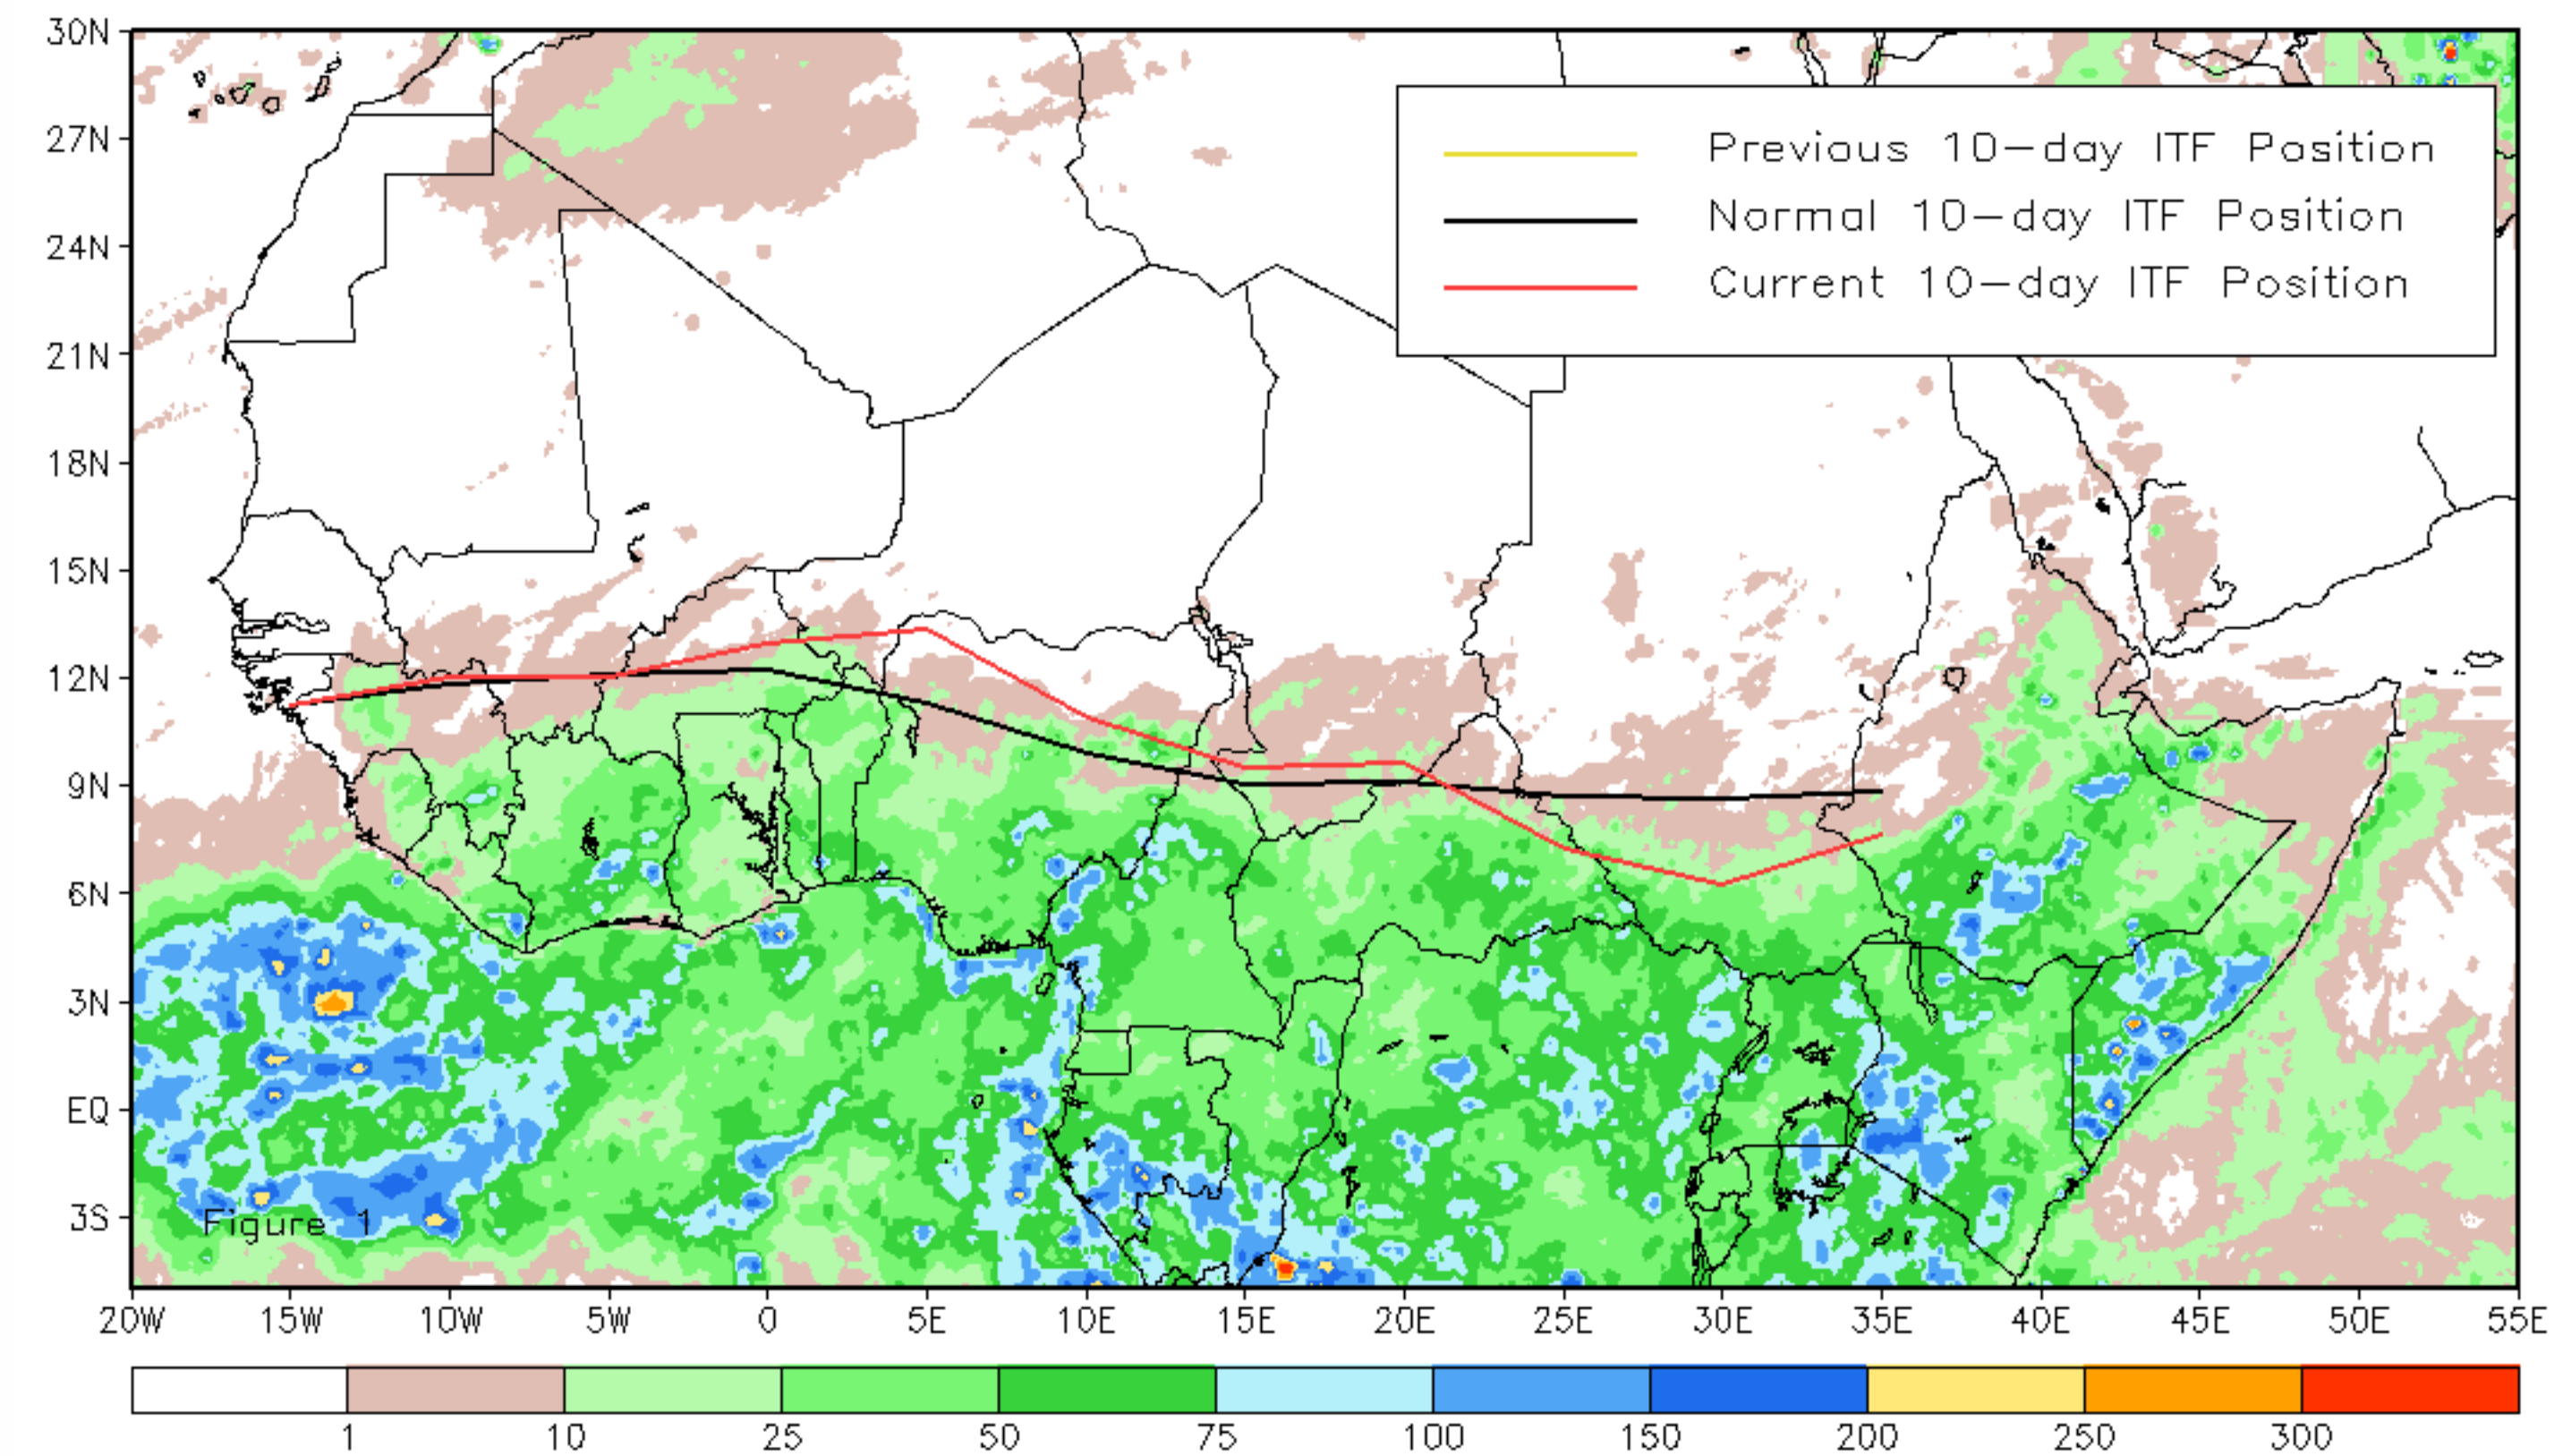 30N
27N
24N
21N
18N
15N
12N
9N
6N
3N
EQ
3S
Previous 10-day ITF Position
Normal 10-day ITF Position
Current 10-day ITF Position
Figure 1
20W 15W 10W 5W 0 5E 10E 15E 20E 25E 30E 35E 40E 45E 50E 55E
1 10 25 50 75 100 150 200 250 300